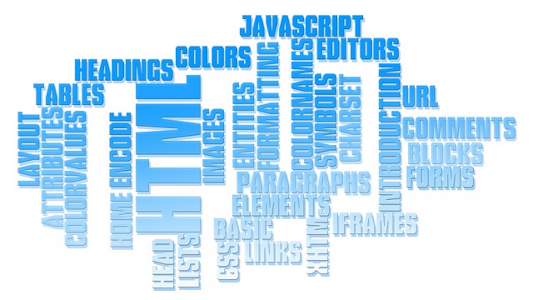 JAVASCRIPT
COLORS
EDITORS
HEADINGS
TABLES
HTML
FORMATTING
COLORNAMES
SYMBOLS
CHARSET
INTRODUCTION
URL
ENTITIES
IMAGES
LAYOUT
ATTRIBUTES
COLORVALUES
HOME
ENCODE
COMMENTS
BLOCKS
FORMS
PARAGRAPHS
ELEMENTS
IFRAMES
BASIC
HEAD
LISTS
CSS
LINKS
XHTML